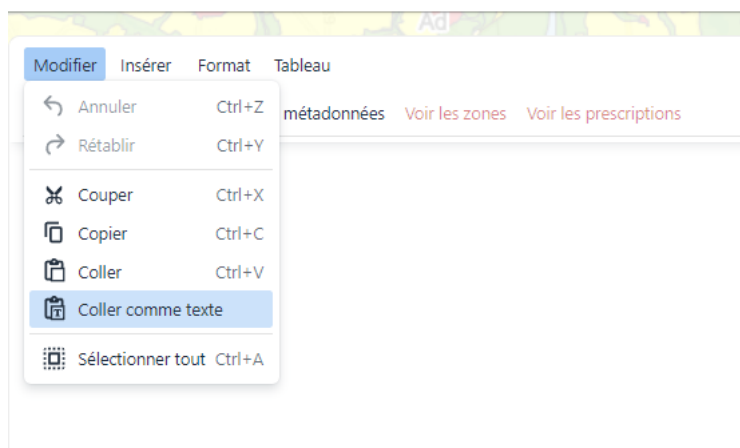 Ad
Modifier Insérer Format Tableau
Annuler Ctrl+Z
métadonnées Voir les zones Voir les prescriptions
Rétablir Ctrl+Y
Couper Ctrl+X
Copier Ctrl+C
Coller Ctrl+V
Coller comme texte
Sélectionner tout Ctrl+A